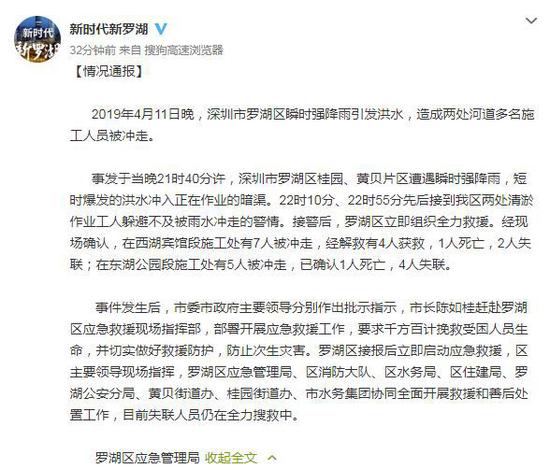 新时代新罗湖
32分钟前 来自 搜狗高速浏览器
【情况通报】
2019年4月11日晚，深圳市罗湖区瞬时强降雨引发洪水，造成两处河道多名施
工人员被冲走。
事发于当晚21时40分许，深圳市罗湖区桂园、黄贝片区遭遇瞬时强降雨，短
时爆发的洪水冲入正在作业的暗渠。22时10分、22时55分先后接到我区两处清淤
作业工人躲避不及被雨水冲走的警情。接警后，罗湖区立即组织全力救援。经现
场确认，在西湖宾馆段施工处有7人被冲走，经解救有4人获救，1人死亡，2人失
联；在东湖公园段施工处有5人被冲走，已确认1人死亡，4人失联。
事件发生后，市委市政府主要领导分别作出批示指示，市长陈如桂赶赴罗湖
区应急救援现场指挥部，部署开展应急救援工作，要求千方百计挽救受困人员生
命，并切实做好救援防护，防止次生灾害。罗湖区接报后立即启动应急救援，区
主要领导现场指挥，罗湖区应急管理局、区消防大队、区水务局、区住建局、罗
湖公安分局、黄贝街道办、桂园街道办、市水务集团协同全面开展救援和善后处
置工作，目前失联人员仍在全力搜救中。
罗湖区应急管理局 收起全文
新时代
新罗湖